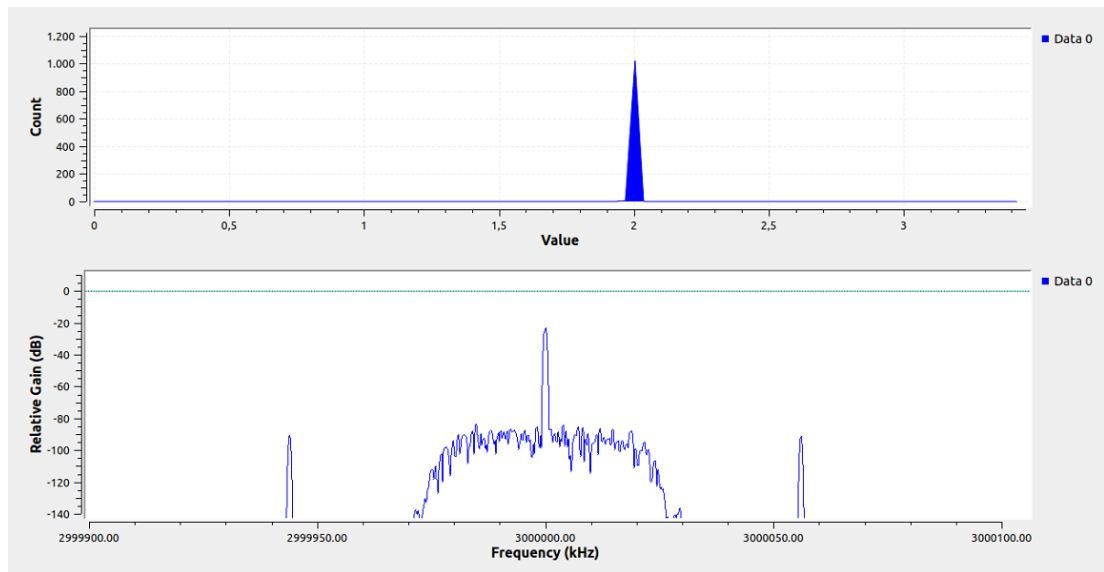 1.200
1.000
800
600
400
200
0
Count
0 0,5 1 1,5 2 2,5 3
Value
Data 0
0
-20
-40
-60
-80
-100
-120
-140
Relative Gain (dB)
2999900.00 2999950.00 3000000.00 3000050.00 3000100.00
Frequency (kHz)
Data 0